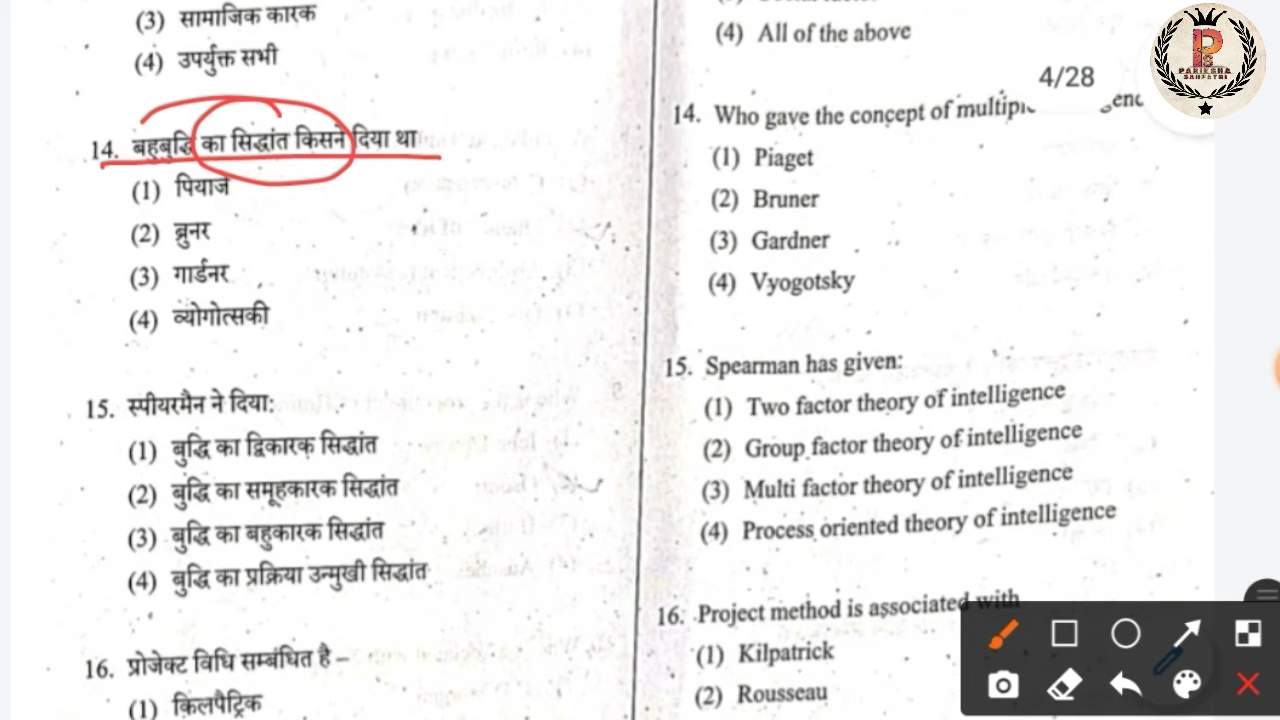 (3) सामाजिक कारक
(4) उपर्युक्त सभी
14. बहुबुद्धि का सिद्धांत किसने दिया था
(1) पियाजे
(2) ब्रुनर
(3) गार्डनर
(4) व्योगोत्सकी
15. स्पीयरमैन ने दिया:
(1) बुद्धि का द्विकारक सिद्धांत
(2) बुद्धि का समूहकारक सिद्धांत
(3) बुद्धि का बहुकारक सिद्धांत
(4) बुद्धि का प्रक्रिया उन्मुखी सिद्धांत
16. प्रोजेक्ट विधि सम्बंधित है –
(1) किलपैट्रिक
(4) All of the above
14. Who gave the concept of
(1) Piaget
(2) Bruner
(3) Gardner
(4) Vyogotsky
15. Spearman has given:
(1) Two factor theory of intelligence
(2) Group factor theory of intelligence
(3) Multi factor theory of intelligence
(4) Process oriented theory of intelligence
16. Project method is associated with
(1) Kilpatrick
(2) Rousseau
4/28
PARIKSHA
SARPATHI